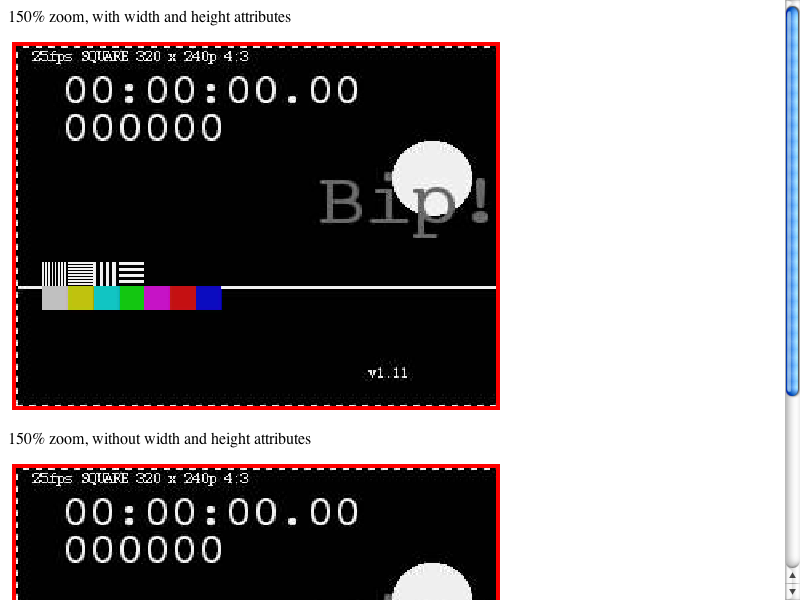 150% zoom, with width and height attributes
25fps SQUARE 320 x 240p 4:3
00:00:00.00
000000
Bip!
v1.11
150% zoom, without width and height attributes
25fps SQUARE 320 x 240p 4:3
00:00:00.00
000000